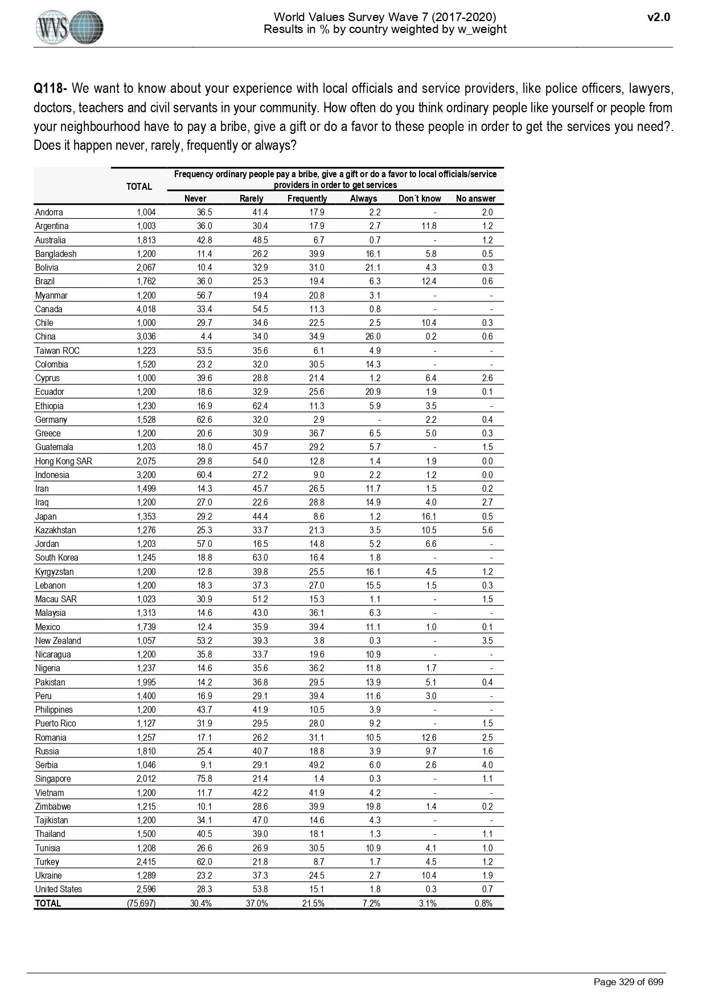 WVS
World Values Survey Wave 7 (2017-2020)
Results in % by country weighted by w_weight
v2.0
Q118- We want to know about your experience with local officials and service providers, like police officers, lawyers,
doctors, teachers and civil servants in your community. How often do you think ordinary people like yourself or people from
your neighbourhood have to pay a bribe, give a gift or do a favor to these people in order to get the services you need?.
Does it happen never, rarely, frequently or always?
TOTAL
Frequency ordinary people pay a bribe, give a gift or do a favor to local officials/service
providers in order to get services
Never Rarely Frequently Always Don´t know No answer
Andorra 1,004 36.5 41.4 17.9 2.2 - 2.0
Argentina 1,003 36.0 30.4 17.9 2.7 11.8 1.2
Australia 1,813 42.8 48.5 6.7 0.7 - 1.2
Bangladesh 1,200 11.4 26.2 39.9 16.1 5.8 0.5
Bolivia 2,067 10.4 32.9 31.0 21.1 4.3 0.3
Brazil 1,762 36.0 25.3 19.4 6.3 12.4 0.6
Myanmar 1,200 56.7 19.4 20.8 3.1 - -
Canada 4,018 33.4 54.5 11.3 0.8 - -
Chile 1,000 29.7 34.6 22.5 2.5 10.4 0.3
China 3,036 4.4 34.0 34.9 26.0 0.2 0.6
Taiwan ROC 1,223 53.5 35.6 6.1 4.9 - -
Colombia 1,520 23.2 32.0 30.5 14.3 - -
Cyprus 1,000 39.6 28.8 21.4 1.2 6.4 2.6
Ecuador 1,200 18.6 32.9 25.6 20.9 1.9 0.1
Ethiopia 1,230 16.9 62.4 11.3 5.9 3.5 -
Germany 1,528 62.6 32.0 2.9 - 2.2 0.4
Greece 1,200 20.6 30.9 36.7 6.5 5.0 0.3
Guatemala 1,203 18.0 45.7 29.2 5.7 - 1.5
Hong Kong SAR 2,075 29.8 54.0 12.8 1.4 1.9 0.0
Indonesia 3,200 60.4 27.2 9.0 2.2 1.2 0.0
Iran 1,499 14.3 45.7 26.5 11.7 1.5 0.2
Iraq 1,200 27.0 22.6 28.8 14.9 4.0 2.7
Japan 1,353 29.2 44.4 8.6 1.2 16.1 0.5
Kazakhstan 1,276 25.3 33.7 21.3 3.5 10.5 5.6
Jordan 1,203 57.0 16.5 14.8 5.2 6.6 -
South Korea 1,245 18.8 63.0 16.4 1.8 - -
Kyrgyzstan 1,200 12.8 39.8 25.5 16.1 4.5 1.2
Lebanon 1,200 18.3 37.3 27.0 15.5 1.5 0.3
Macau SAR 1,023 30.9 51.2 15.3 1.1 - 1.5
Malaysia 1,313 14.6 43.0 36.1 6.3 - -
Mexico 1,739 12.4 35.9 39.4 11.1 1.0 0.1
New Zealand 1,057 53.2 39.3 3.8 0.3 - 3.5
Nicaragua 1,200 35.8 33.7 19.6 10.9 - -
Nigeria 1,237 14.6 35.6 36.2 11.8 1.7 -
Pakistan 1,995 14.2 36.8 29.5 13.9 5.1 0.4
Peru 1,400 16.9 29.1 39.4 11.6 3.0 -
Philippines 1,200 43.7 41.9 10.5 3.9 - -
Puerto Rico 1,127 31.9 29.5 28.0 9.2 - 1.5
Romania 1,257 17.1 26.2 31.1 10.5 12.6 2.5
Russia 1,810 25.4 40.7 18.8 3.9 9.7 1.6
Serbia 1,046 9.1 29.1 49.2 6.0 2.6 4.0
Singapore 2,012 75.8 21.4 1.4 0.3 - 1.1
Vietnam 1,200 11.7 42.2 41.9 4.2 - -
Zimbabwe 1,215 10.1 28.6 39.9 19.8 1.4 0.2
Tajikistan 1,200 34.1 47.0 14.6 4.3 - -
Thailand 1,500 40.5 39.0 18.1 1.3 - 1.1
Tunisia 1,208 26.6 26.9 30.5 10.9 4.1 1.0
Turkey 2,415 62.0 21.8 8.7 1.7 4.5 1.2
Ukraine 1,289 23.2 37.3 24.5 2.7 10.4 1.9
United States 2,596 28.3 53.8 15.1 1.8 0.3 0.7
TOTAL (75,697) 30.4% 37.0% 21.5% 7.2% 3.1% 0.8%
Page 329 of 699